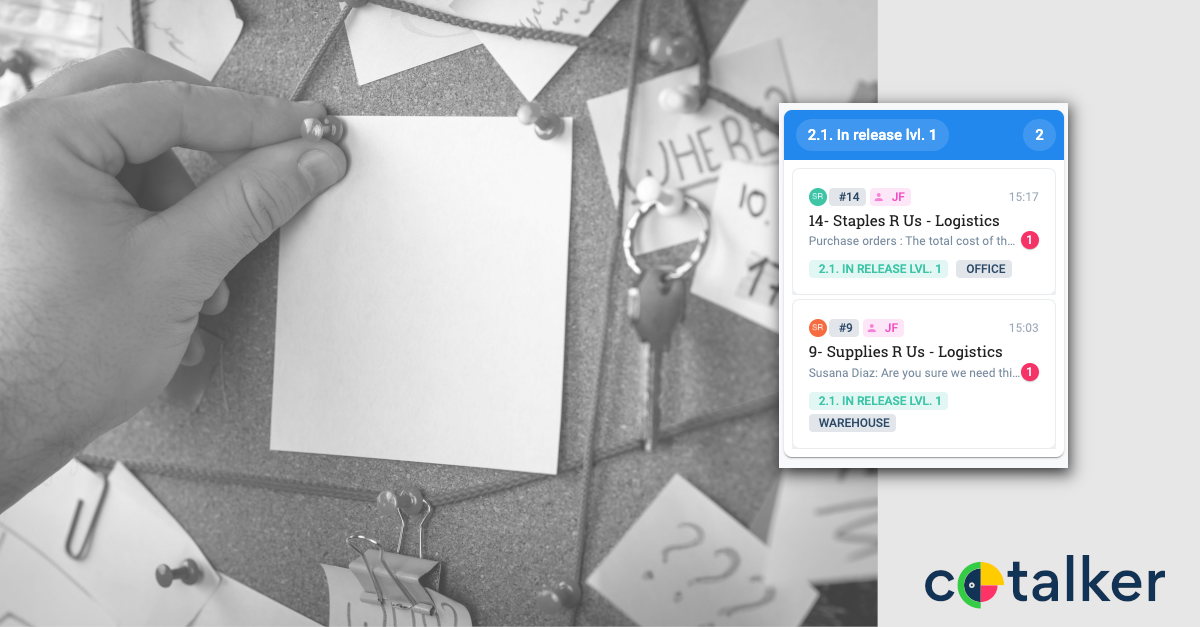 JHERB
10.
17
???
2.1. In release lvl. 1
2
SR #14 JF 15:17
14- Staples R Us - Logistics
Purchase orders : The total cost of th...
1
2.1. IN RELEASE LVL. 1 OFFICE
SR #9 JF 15:03
9- Supplies R Us - Logistics
Susana Diaz: Are you sure we need thi...
1
2.1. IN RELEASE LVL. 1
WAREHOUSE
cotalker